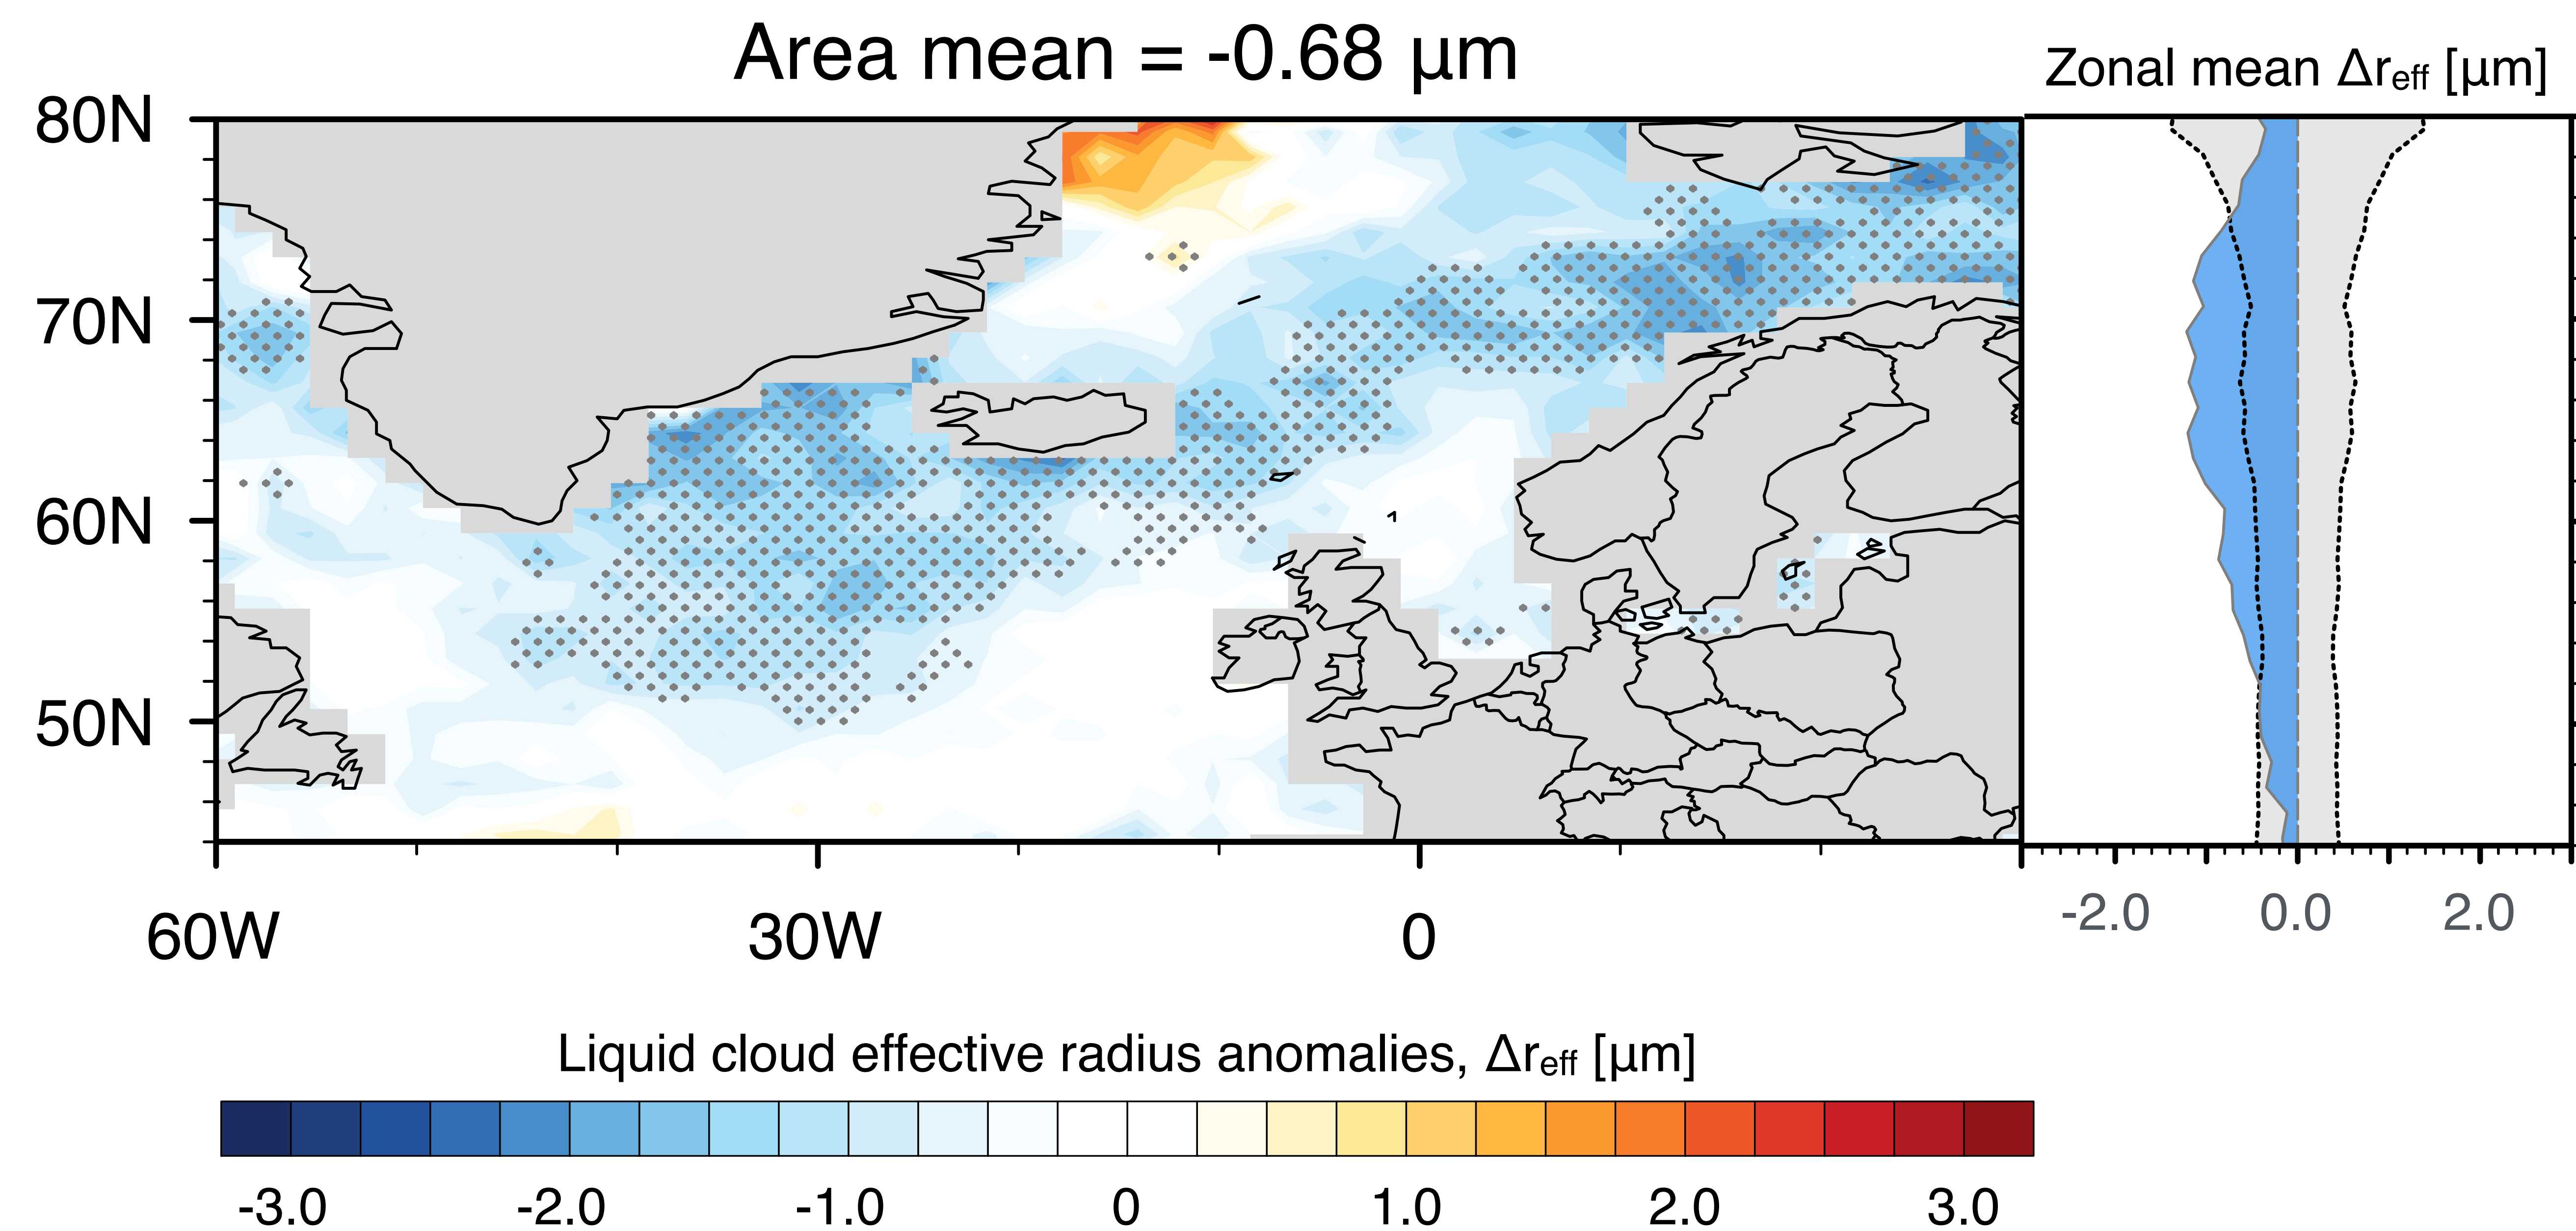 Area mean = -0.68 µm
Zonal mean Δr_eff [µm]
80N
70N
60N
50N
60W
30W
0
-2.0
0.0
2.0
Liquid cloud effective radius anomalies, Δr_eff [µm]
-3.0
-2.0
-1.0
0
1.0
2.0
3.0